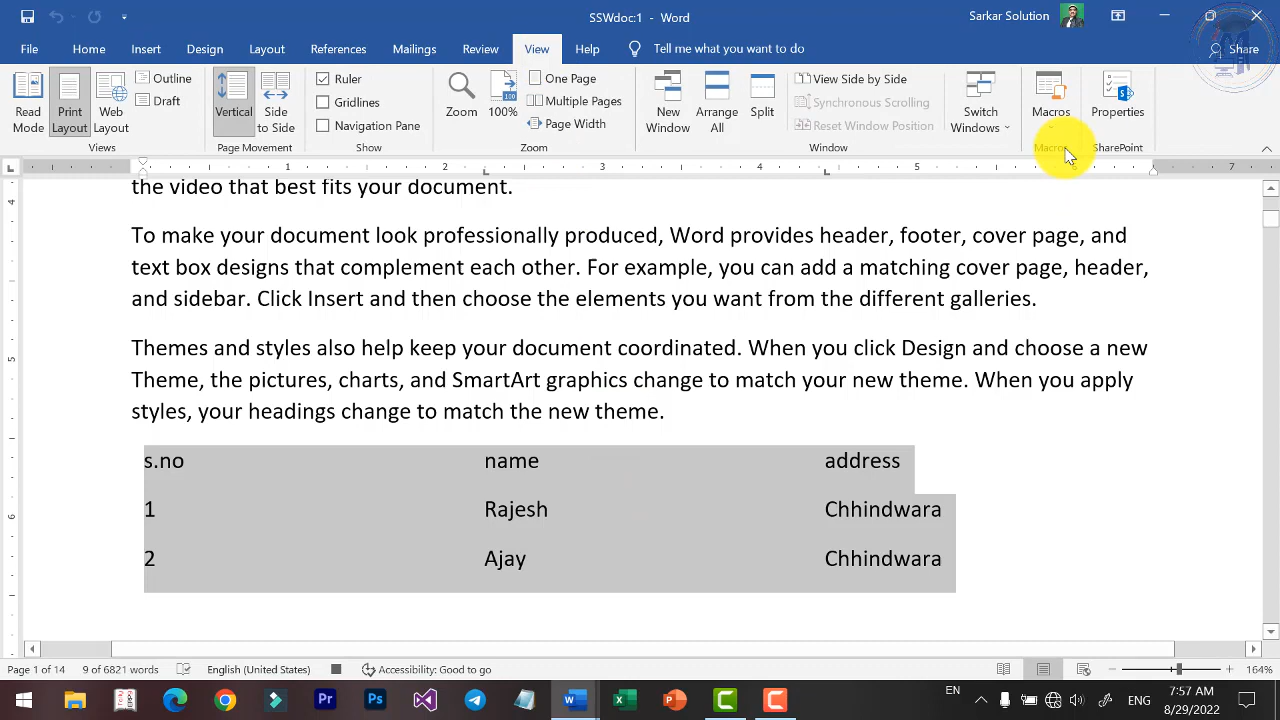 SSWdoc:1 - Word
Sarkar Solution
File Home Insert Design Layout References Mailings Review View Help Tell me what you want to do Share
Read Mode
Print Layout
Web Layout
Outline
Draft
Views
Vertical
Side to Side
Page Movement
Ruler
Gridlines
Navigation Pane
Show
Zoom
100%
One Page
Multiple Pages
Page Width
Zoom
New Window
Arrange All
Split
View Side by Side
Synchronous Scrolling
Reset Window Position
Window
Switch Windows
Macros
Macros
Properties
SharePoint
1 2 3 4 5 6 7
the video that best fits your document.
To make your document look professionally produced, Word provides header, footer, cover page, and
text box designs that complement each other. For example, you can add a matching cover page, header,
and sidebar. Click Insert and then choose the elements you want from the different galleries.
Themes and styles also help keep your document coordinated. When you click Design and choose a new
Theme, the pictures, charts, and SmartArt graphics change to match your new theme. When you apply
styles, your headings change to match the new theme.
s.no name address
1 Rajesh Chhindwara
2 Ajay Chhindwara
Page 1 of 14 9 of 6821 words English (United States) Accessibility: Good to go 164%
EN ENG 7:57 AM
8/29/2022